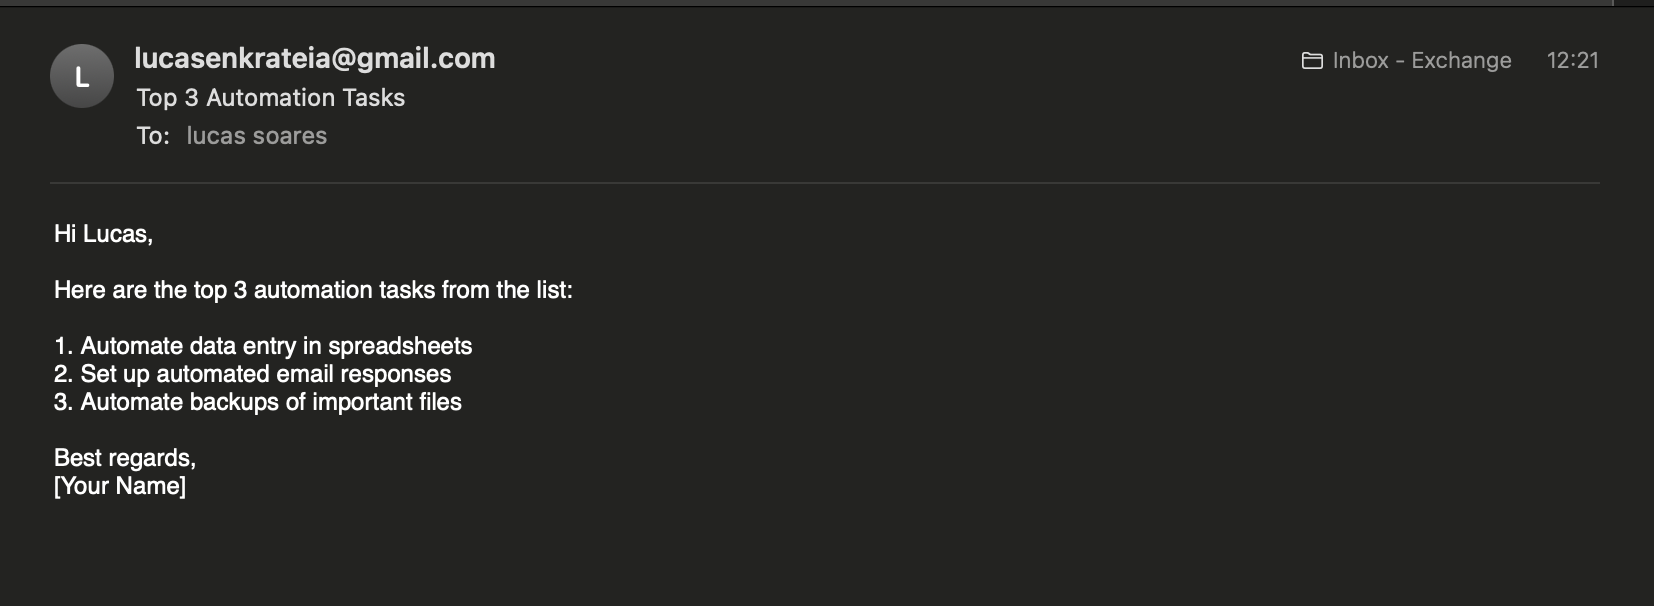 L
lucasenkrateia@gmail.com
Inbox - Exchange
12:21
Top 3 Automation Tasks
To: lucas soares
Hi Lucas,
Here are the top 3 automation tasks from the list:
1. Automate data entry in spreadsheets
2. Set up automated email responses
3. Automate backups of important files
Best regards,
[Your Name]